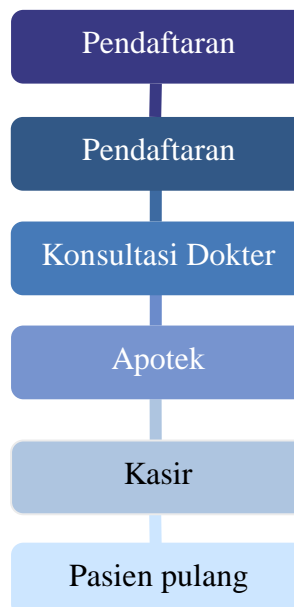 Pendaftaran
Pendaftaran
Konsultasi Dokter
Apotek
Kasir
Pasien pulang